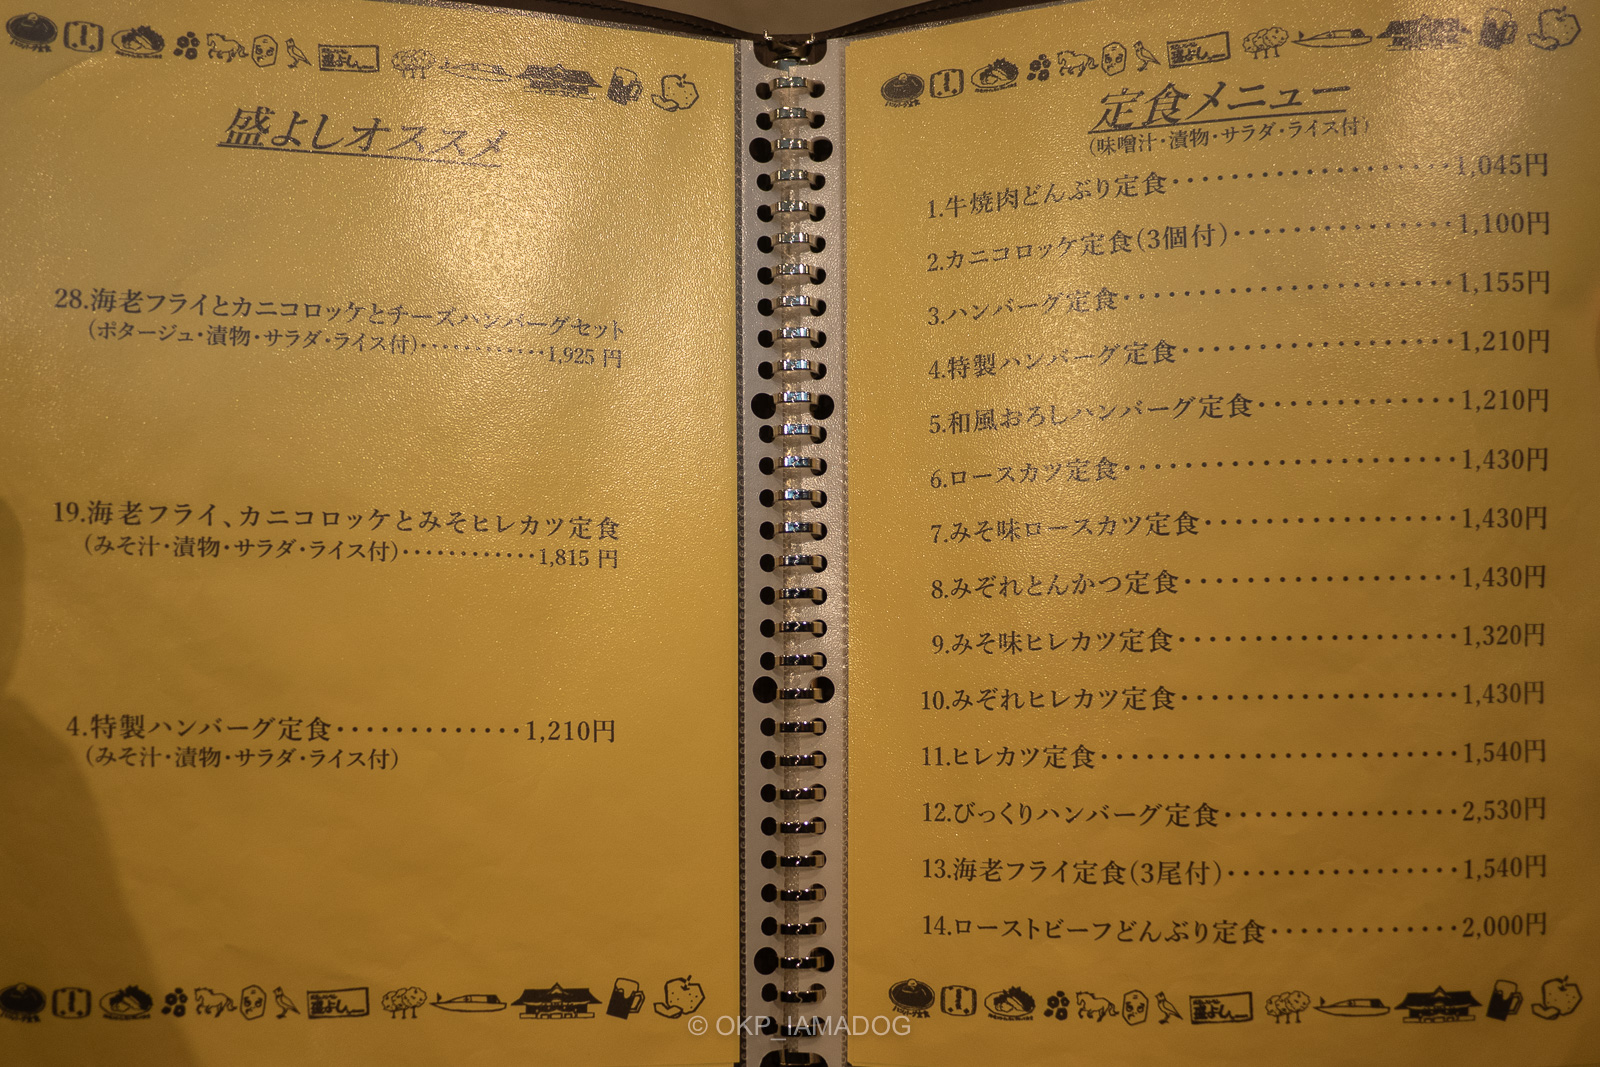 盛よしオススメ
28.海老フライとカニコロッケとチーズハンバーグセット
(ポタージュ・漬物・サラダ・ライス付)・・・・・・・・・・・・1,925 円
19.海老フライ、カニコロッケとみそヒレカツ定食
(みそ汁・漬物・サラダ・ライス付)・・・・・・・・・・・・1,815 円
4.特製ハンバーグ定食・・・・・・・・・・・・・1,210円
(みそ汁・漬物・サラダ・ライス付)
定食メニュー
(味噌汁・漬物・サラダ・ライス付)
1.牛焼肉どんぶり定食・・・・・・・・・・・・・・・・・・・1,045円
2.カニコロッケ定食(3個付)・・・・・・・・・・・・・・・1,100円
3.ハンバーグ定食・・・・・・・・・・・・・・・・・・・・・・1,155円
4.特製ハンバーグ定食・・・・・・・・・・・・・・・・・・1,210円
5.和風おろしハンバーグ定食・・・・・・・・・・・・・1,210円
6.ロースカツ定食・・・・・・・・・・・・・・・・・・・・・・1,430円
7.みそ味ロースカツ定食・・・・・・・・・・・・・・・・・1,430円
8.みぞれとんかつ定食・・・・・・・・・・・・・・・・・・1,430円
9.みそ味ヒレカツ定食・・・・・・・・・・・・・・・・・・・1,320円
10.みぞれヒレカツ定食・・・・・・・・・・・・・・・・・・1,430円
11.ヒレカツ定食・・・・・・・・・・・・・・・・・・・・・・・1,540円
12.びっくりハンバーグ定食・・・・・・・・・・・・・・・・2,530円
13.海老フライ定食(3尾付)・・・・・・・・・・・・・・・・1,540円
14.ローストビーフどんぶり定食・・・・・・・・・・・・・2,000円
© OKP_IAMADOG